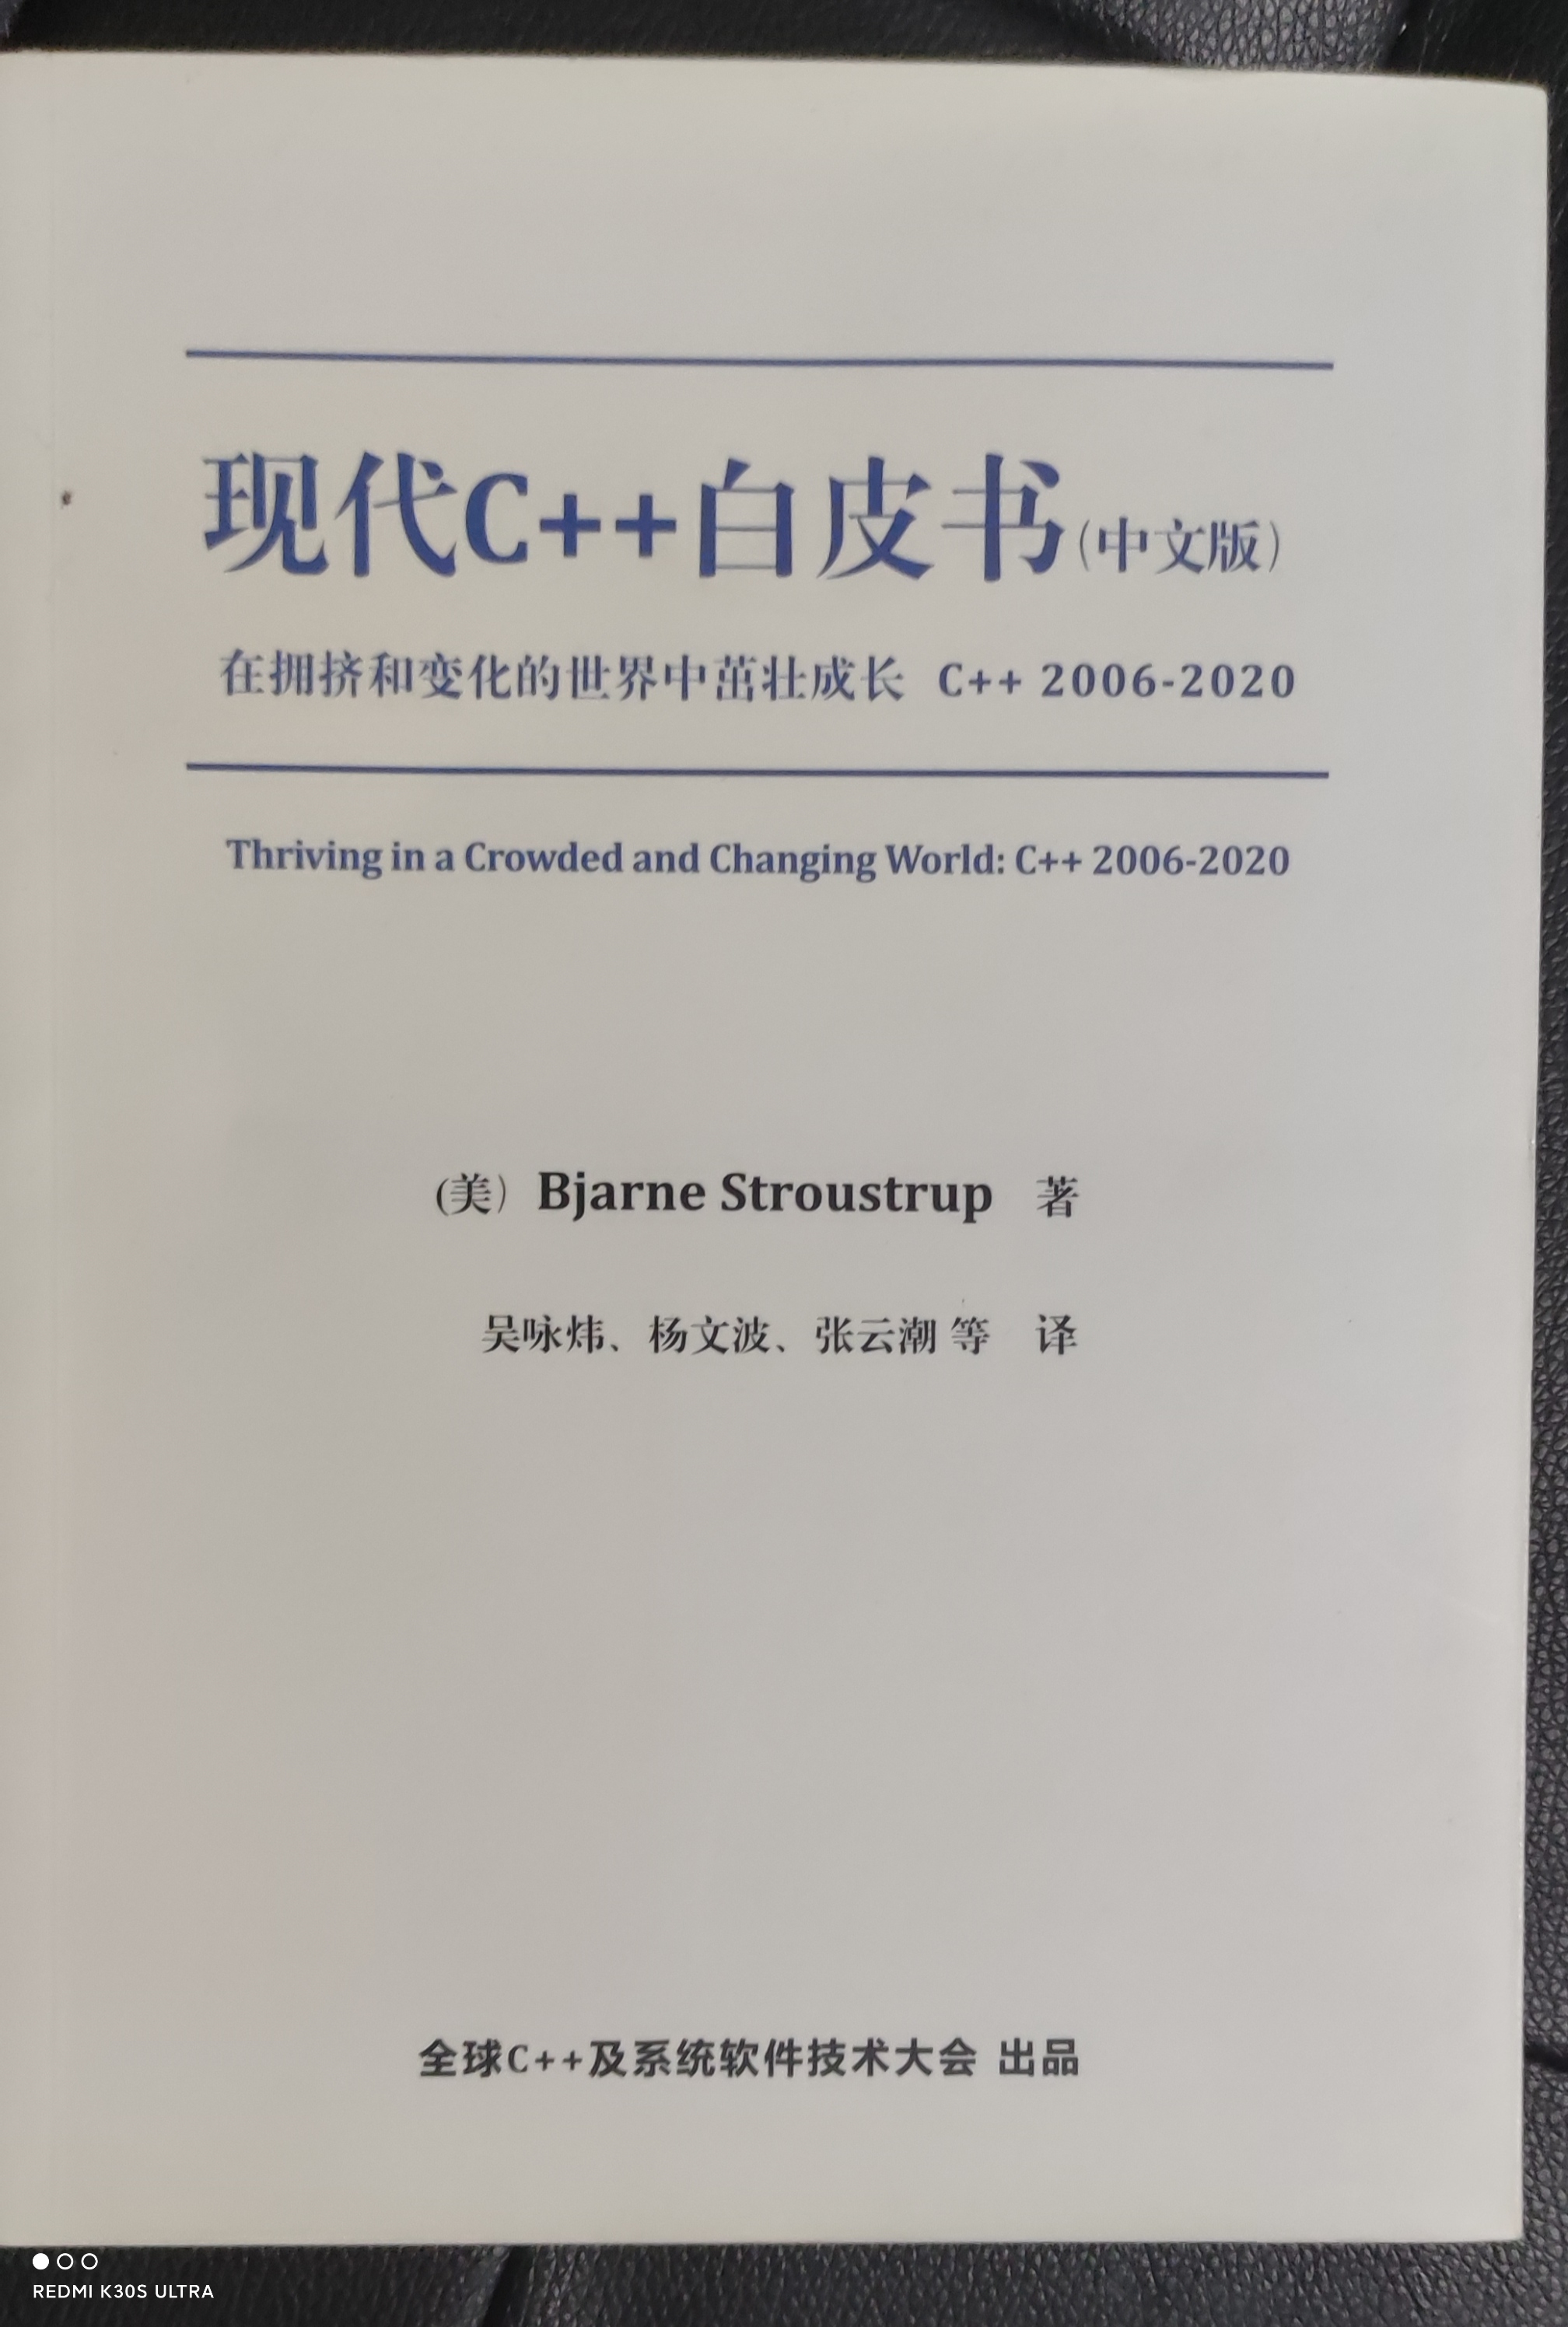 现代C++白皮书(中文版)
在拥挤和变化的世界中茁壮成长 C++ 2006-2020
Thriving in a Crowded and Changing World: C++ 2006-2020
(美) Bjarne Stroustrup 著
吴咏炜、杨文波、张云潮 等 译
全球C++及系统软件技术大会 出品
REDMI K30S ULTRA